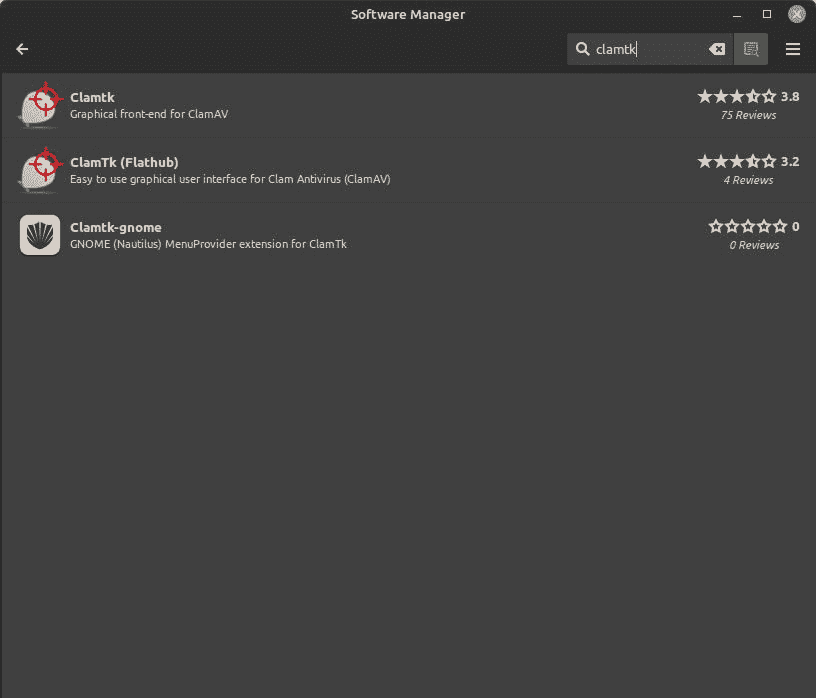 Software Manager
clamtk
Clamtk
3.8
Graphical front-end for ClamAV
75 Reviews
ClamTk (Flathub)
3.2
Easy to use graphical user interface for Clam Antivirus (ClamAV)
4 Reviews
Clamtk-gnome
0
GNOME (Nautilus) MenuProvider extension for ClamTk
0 Reviews